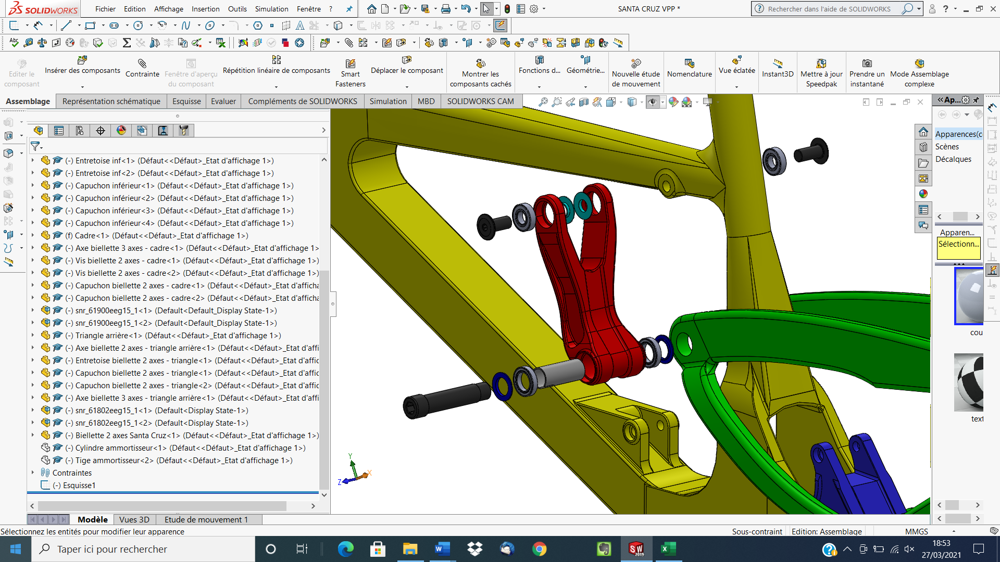 SOLIDWORKS
Fichier Edition Affichage Insertion Outils Simulation Fenêtre ?
SANTA CRUZ VPP *
Rechercher dans l'aide de SOLIDWORKS
Editer le composant
Insérer des composants
Contrainte
Fenêtre d'aperçu du composant
Répétition linéaire de composants
Smart Fasteners
Déplacer le composant
Montrer les composants cachés
Fonctions d...
Géométrie...
Nouvelle étude de mouvement
Nomenclature
Vue éclatée
Instant3D
Mettre à jour Speedpak
Prendre un instantané
Mode Assemblage complexe
Assemblage Représentation schématique Esquisse Evaluer Compléments de SOLIDWORKS Simulation MBD SOLIDWORKS CAM
(-) Entretoise inf<1> (Défaut<<Défaut>_Etat d'affichage 1>)
(-) Entretoise inf<2> (Défaut<<Défaut>_Etat d'affichage 1>)
(-) Capuchon inférieur<1> (Défaut<<Défaut>_Etat d'affichage 1>)
(-) Capuchon inférieur<2> (Défaut<<Défaut>_Etat d'affichage 1>)
(-) Capuchon inférieur<3> (Défaut<<Défaut>_Etat d'affichage 1>)
(-) Capuchon inférieur<4> (Défaut<<Défaut>_Etat d'affichage 1>)
(f) Cadre<1> (Défaut<<Défaut>_Etat d'affichage 1>)
(-) Axe biellette 3 axes - cadre<1> (Défaut<<Défaut>_Etat d'affichage 1>
(-) Vis biellette 2 axes - cadre<1> (Défaut<<Défaut>_Etat d'affichage 1>)
(-) Vis biellette 2 axes - cadre<2> (Défaut<<Défaut>_Etat d'affichage 1>)
(-) Capuchon biellette 2 axes - cadre<1> (Défaut<<Défaut>_Etat d'afficha
(-) Capuchon biellette 2 axes - cadre<2> (Défaut<<Défaut>_Etat d'afficha
(-) snr_61900eeg15_1<1> (Default<Default_Display State-1>)
(-) snr_61900eeg15_1<2> (Default<Default_Display State-1>)
(-) Triangle arrière<1> (Défaut<<Défaut>_Etat d'affichage 1>)
(-) Axe biellette 2 axes - triangle arrière<1> (Défaut<<Défaut>_Etat d'affi
(-) Entretoise biellette 2 axes - triangle<1> (Défaut<<Défaut>_Etat d'affic
(-) Capuchon biellette 2 axes - triangle<1> (Défaut<<Défaut>_Etat d'affic
(-) Capuchon biellette 2 axes - triangle<2> (Défaut<<Défaut>_Etat d'affic
(-) Axe biellette 3 axes - triangle arrière<1> (Défaut<<Défaut>_Etat d'affi
(-) snr_61802eeg15_1<1> (Default<Display State-1>)
(-) snr_61802eeg15_1<2> (Default<Display State-1>)
(-) Biellette 2 axes Santa Cruz<1> (Défaut<<Défaut>_Etat d'affichage 1>)
(-) Cylindre ammortisseur<1> (Défaut<<Défaut>_Etat d'affichage 1>)
(-) Tige ammortisseur<2> (Défaut<<Défaut>_Etat d'affichage 1>)
Contraintes
(-) Esquisse1
Y
X
Z
Ap...
Apparences(c
Scènes
Décalques
Apparen...
Sélectionn...
cou
text
Modèle Vues 3D Etude de mouvement 1
Sélectionnez les entités pour modifier leur apparence
Sous-contraint Edition: Assemblage MMGS
Taper ici pour rechercher
18:53
27/03/2021